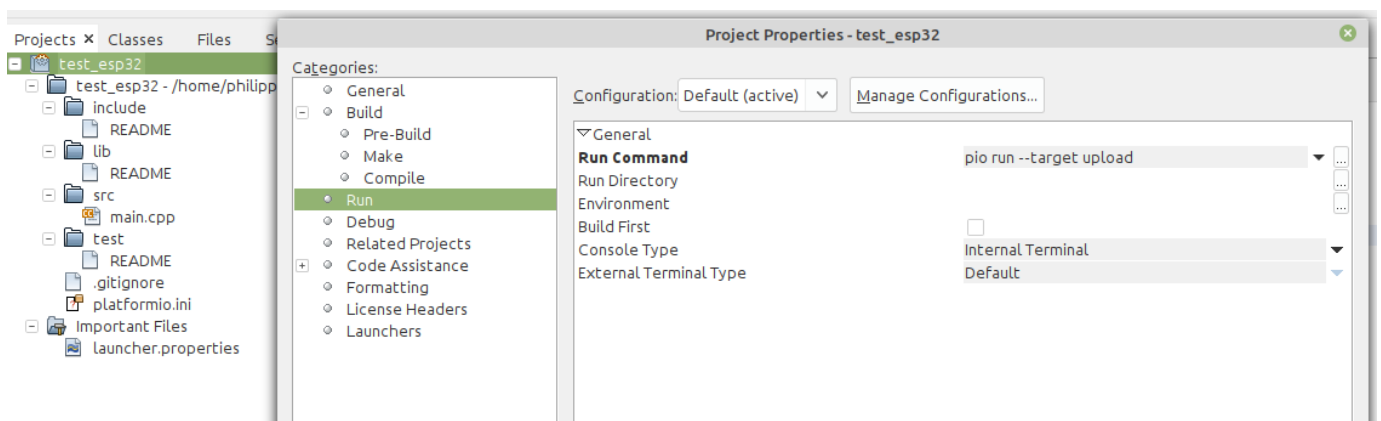 Project Properties - test_esp32
Projects × Classes Files
test_esp32
test_esp32 - /home/philipp
include
README
lib
README
src
main.cpp
test
README
.gitignore
platformio.ini
Important Files
launcher.properties
Categories:
General
Build
Pre-Build
Make
Compile
Run
Debug
Related Projects
Code Assistance
Formatting
License Headers
Launchers
Configuration: Default (active) Manage Configurations...
General
Run Command pio run --target upload
Run Directory
Environment
Build First
Console Type Internal Terminal
External Terminal Type Default